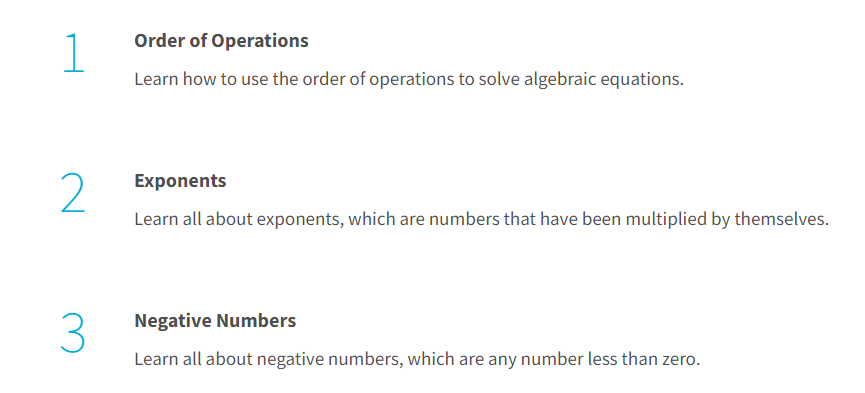 1
Order of Operations
Learn how to use the order of operations to solve algebraic equations.
2
Exponents
Learn all about exponents, which are numbers that have been multiplied by themselves.
3
Negative Numbers
Learn all about negative numbers, which are any number less than zero.